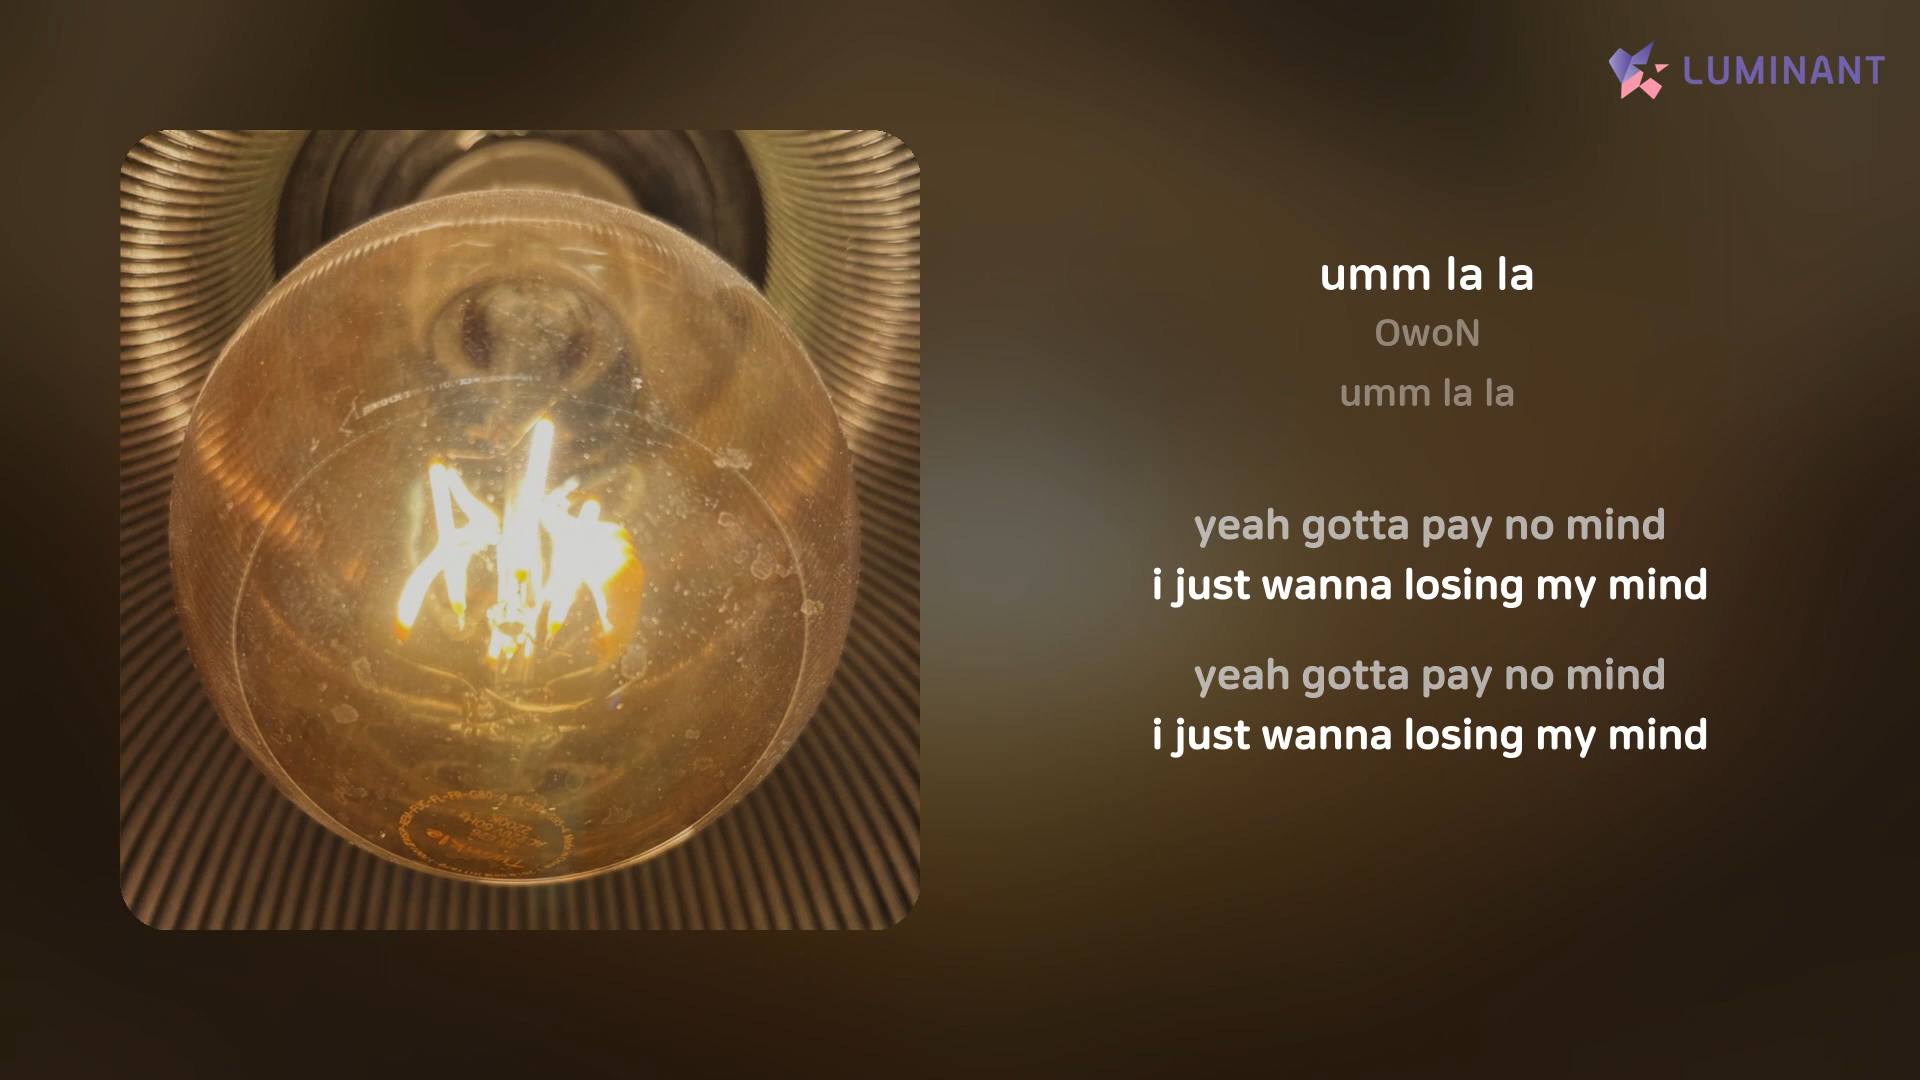 LUMINANT
umm la la
OwoN
umm la la
yeah gotta pay no mind
i just wanna losing my mind
yeah gotta pay no mind
i just wanna losing my mind
Twinkle